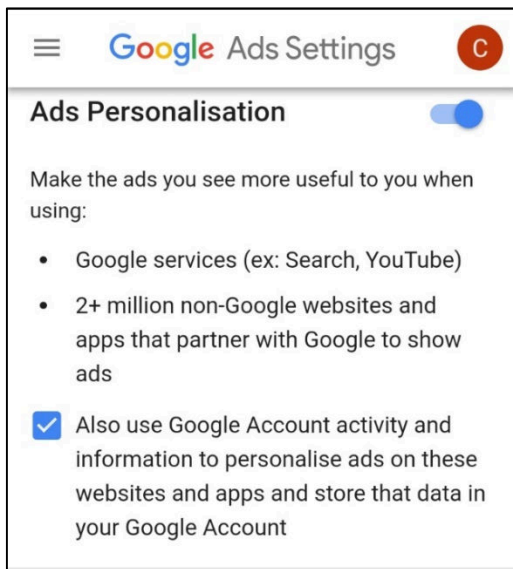 Google Ads Settings
C
Ads Personalisation
Make the ads you see more useful to you when
using:
• Google services (ex: Search, YouTube)
• 2+ million non-Google websites and
apps that partner with Google to show
ads
Also use Google Account activity and
information to personalise ads on these
websites and apps and store that data in
your Google Account